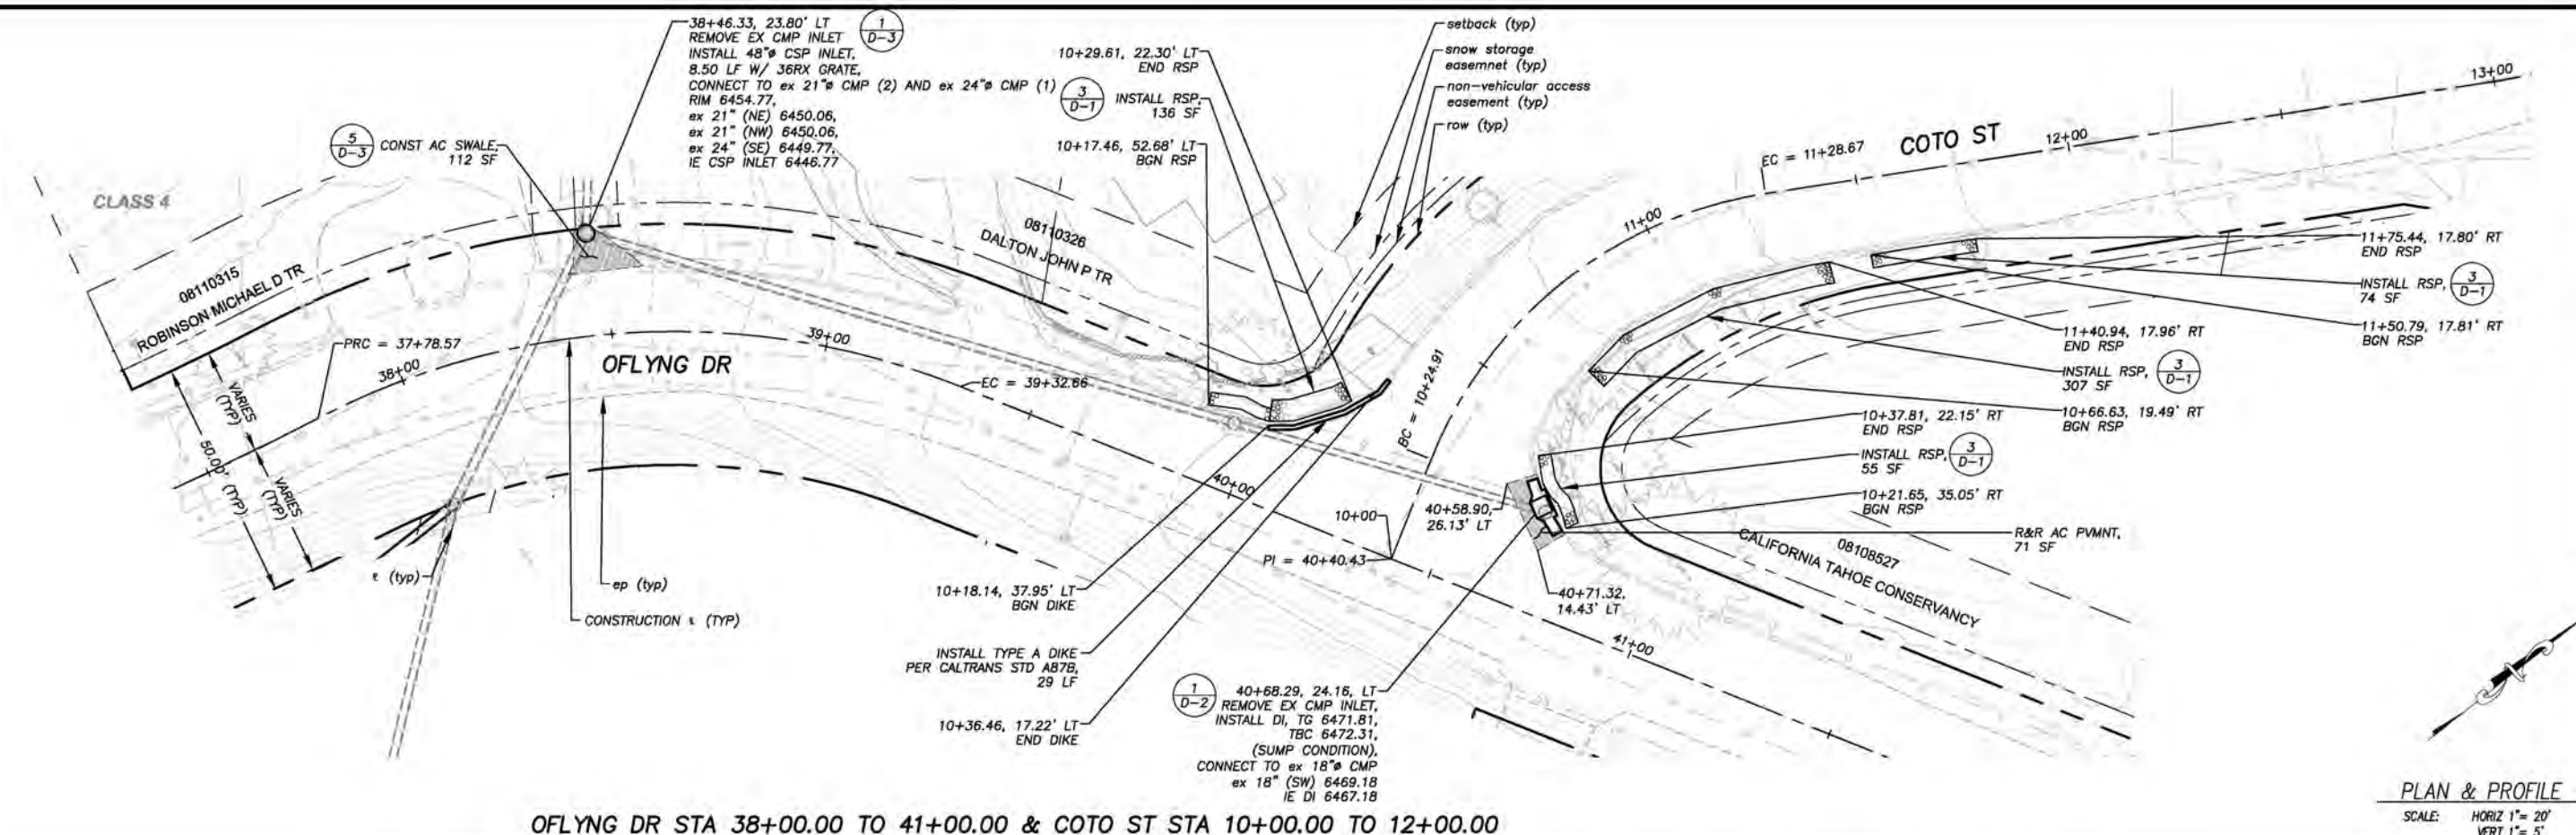 38+46.33, 23.80' LT
REMOVE EX CMP INLET
INSTALL 48"ø CSP INLET,
8.50 LF W/ 36RX GRATE,
CONNECT TO ex 21"ø CMP (2) AND ex 24"ø CMP (1)
RIM 6454.77,
ex 21" (NE) 6450.06,
ex 21" (NW) 6450.06,
ex 24" (SE) 6449.77,
IE CSP INLET 6446.77
1
D-3
5
D-3
CONST AC SWALE,
112 SF
10+29.61, 22.30' LT
END RSP
3
D-1
INSTALL RSP,
136 SF
10+17.46, 52.68' LT
BGN RSP
setback (typ)
snow storage
easemnet (typ)
non-vehicular access
easement (typ)
row (typ)
EC = 11+28.67
COTO ST
11+00
12+00
13+00
CLASS 4
08110315
ROBINSON MICHAEL D TR
08110326
DALTON JOHN P TR
PRC = 37+78.57
38+00
OFLYNG DR
39+00
EC = 39+32.66
BC = 10+24.91
VARIES
(TYP)
50.00' (TYP)
VARIES
(TYP)
11+75.44, 17.80' RT
END RSP
INSTALL RSP,
74 SF
3
D-1
11+50.79, 17.81' RT
BGN RSP
11+40.94, 17.96' RT
END RSP
INSTALL RSP,
307 SF
3
D-1
10+66.63, 19.49' RT
BGN RSP
10+37.81, 22.15' RT
END RSP
INSTALL RSP,
55 SF
3
D-1
10+21.65, 35.05' RT
BGN RSP
R&R AC PVMNT,
71 SF
40+00
10+00
40+58.90,
26.13' LT
PI = 40+40.43
40+71.32,
14.43' LT
41+00
08108527
CALIFORNIA TAHOE CONSERVANCY
℄ (typ)
ep (typ)
CONSTRUCTION ℄ (TYP)
10+18.14, 37.95' LT
BGN DIKE
INSTALL TYPE A DIKE
PER CALTRANS STD A87B,
29 LF
10+36.46, 17.22' LT
END DIKE
1
D-2
40+68.29, 24.16, LT
REMOVE EX CMP INLET,
INSTALL DI, TG 6471.81,
TBC 6472.31,
(SUMP CONDITION),
CONNECT TO ex 18"ø CMP
ex 18" (SW) 6469.18
IE DI 6467.18
OFLYNG DR STA 38+00.00 TO 41+00.00 & COTO ST STA 10+00.00 TO 12+00.00
PLAN & PROFILE
SCALE: HORIZ 1"= 20'
VERT 1"= 5'